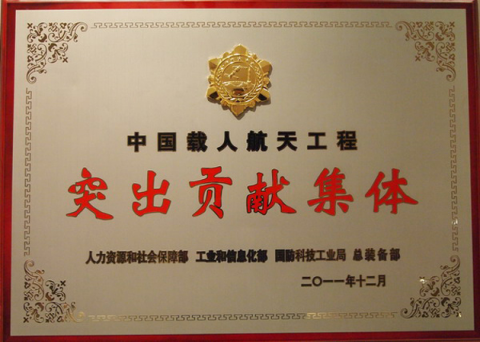 中国载人航天工程
突出贡献集体
人力资源和社会保障部 工业和信息化部 国防科技工业局 总装备部
二〇一一年十二月